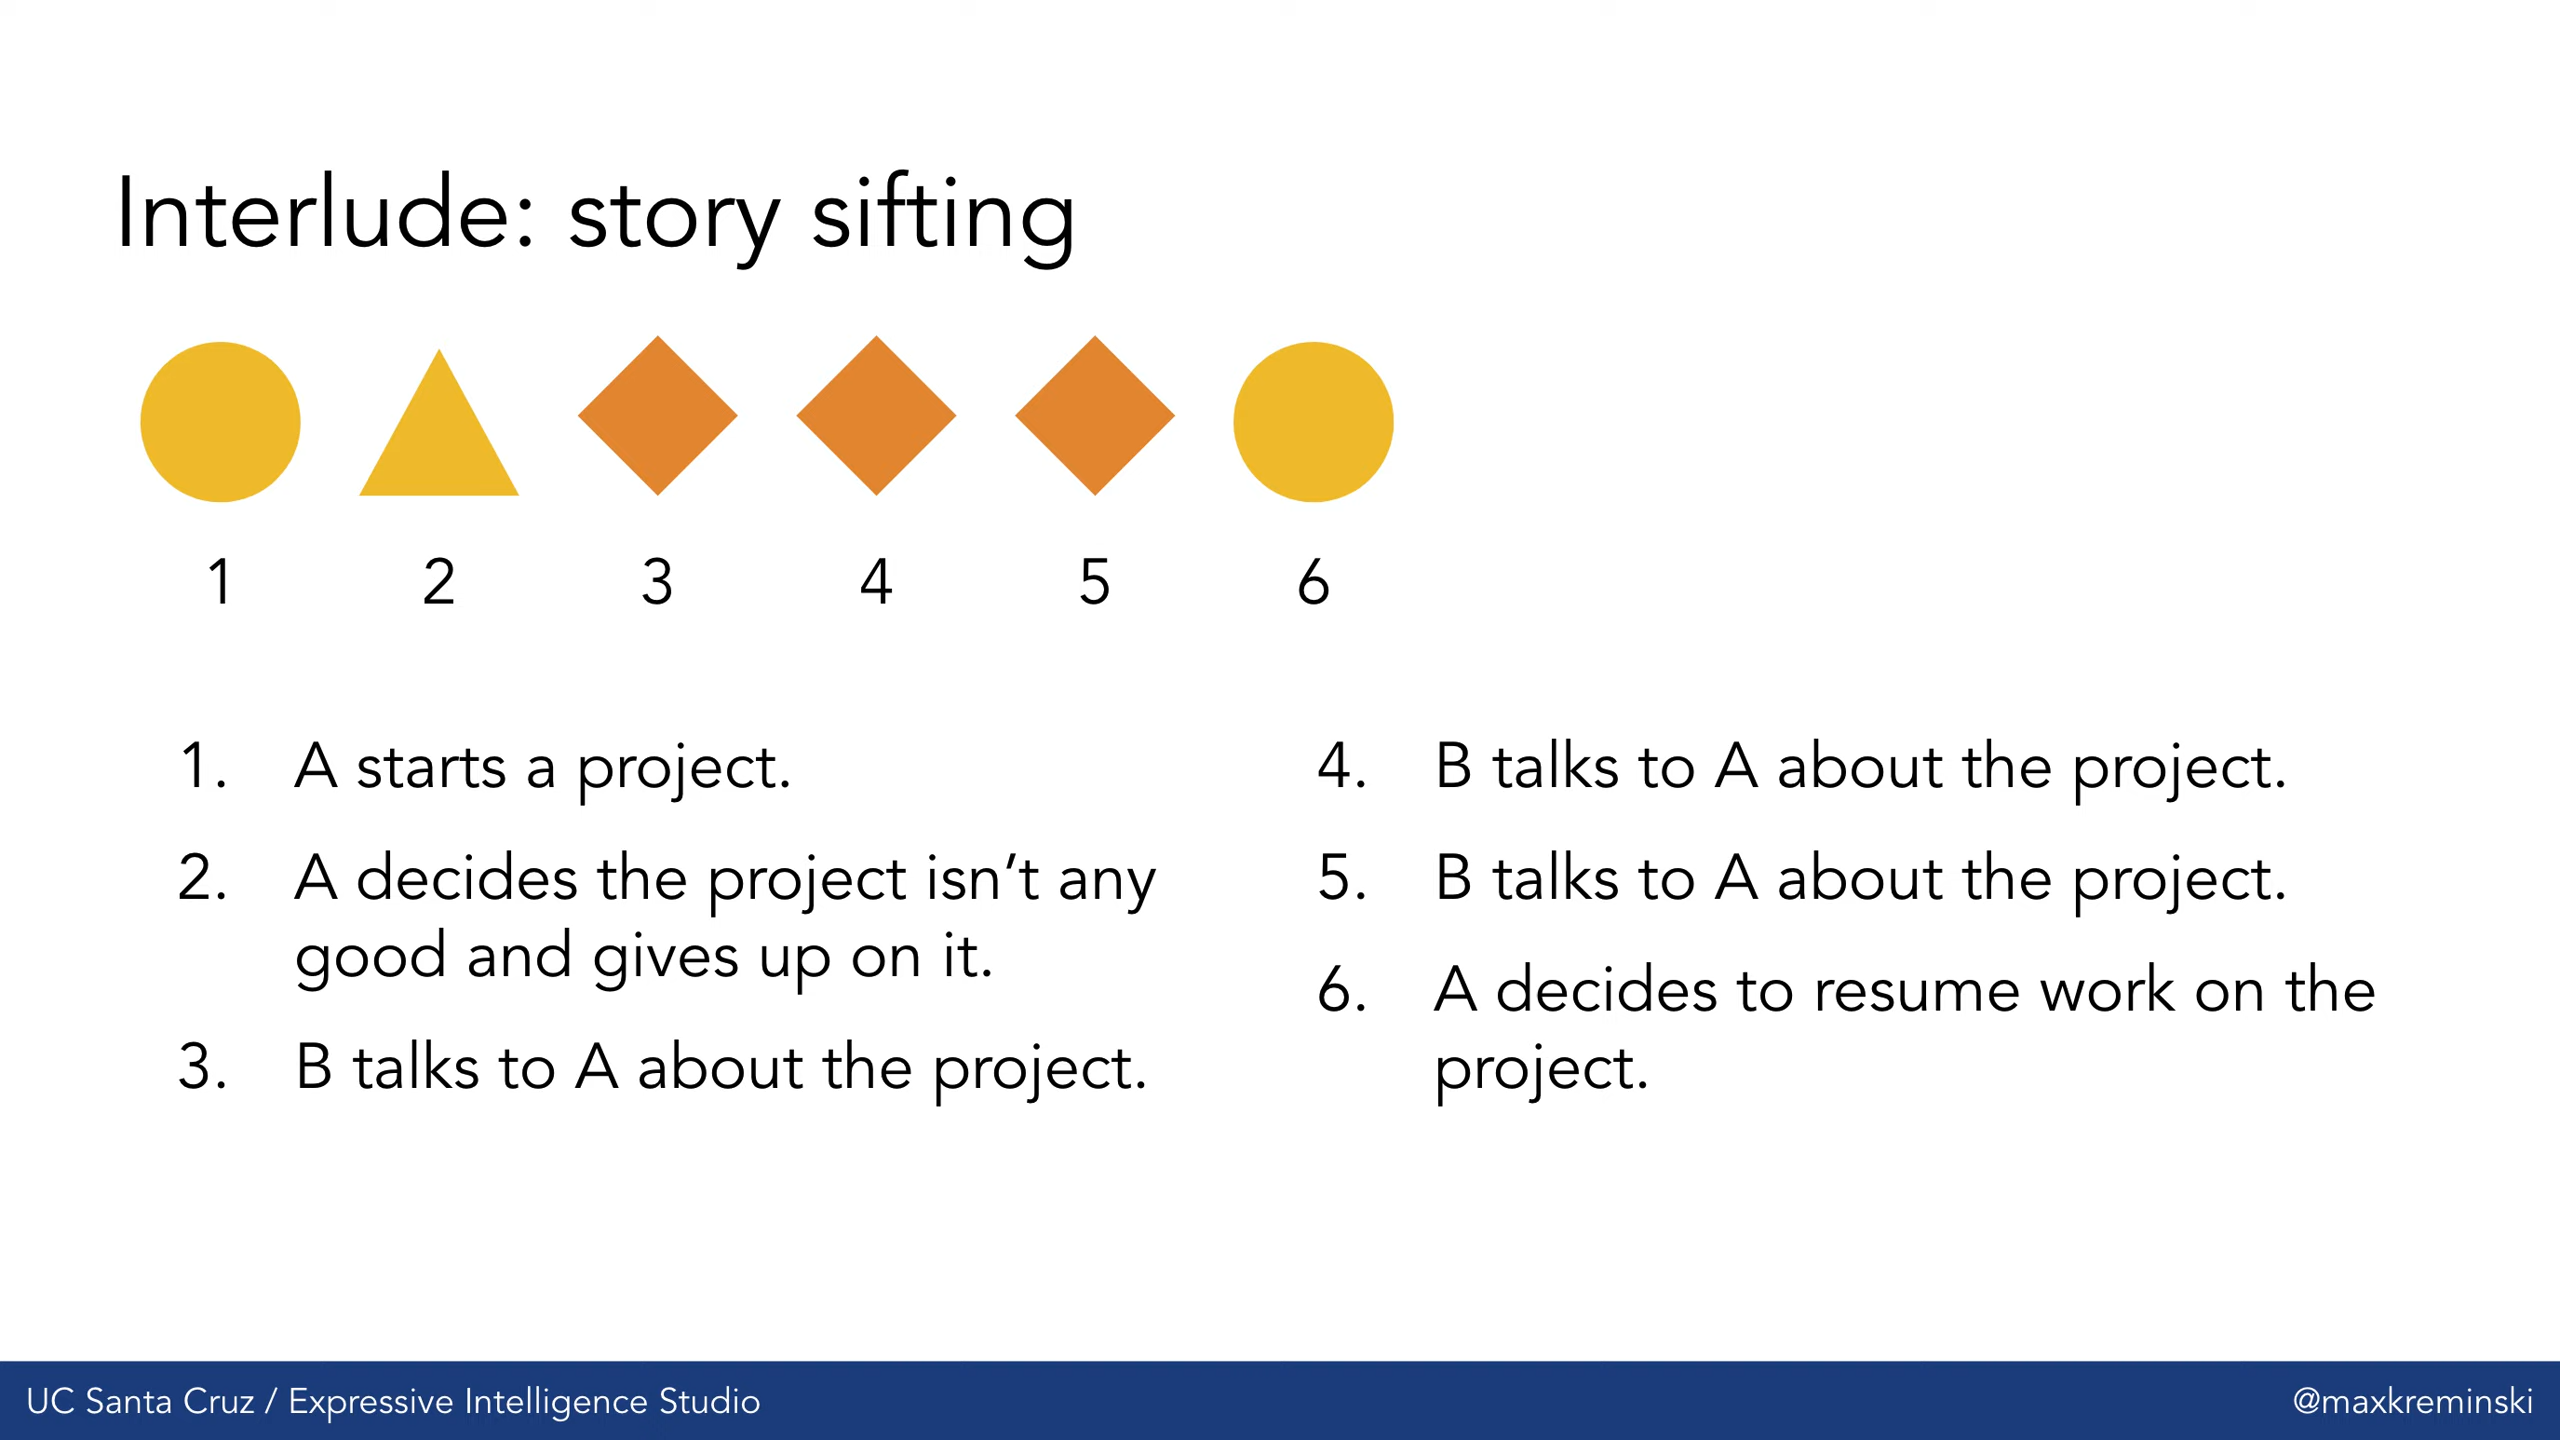 Interlude: story sifting
1 2 3 4 5 6
1. A starts a project.
2. A decides the project isn’t any
good and gives up on it.
3. B talks to A about the project.
4. B talks to A about the project.
5. B talks to A about the project.
6. A decides to resume work on the
project.
UC Santa Cruz / Expressive Intelligence Studio
@maxkreminski